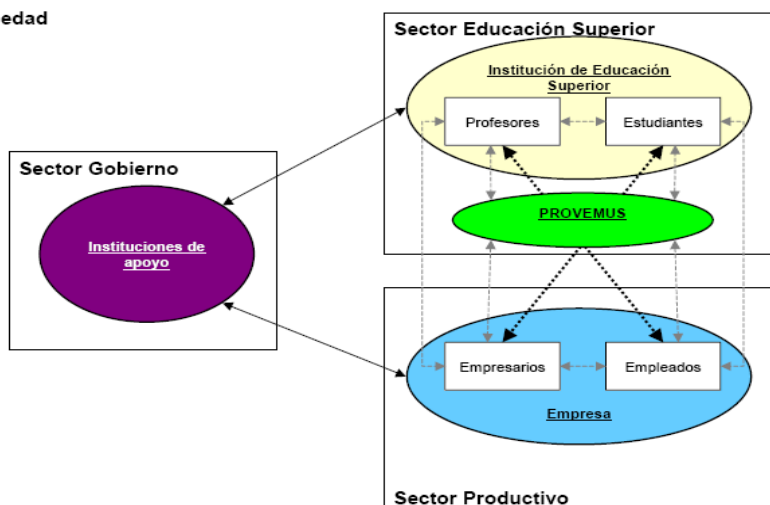 edad
Sector Educación Superior
Institución de Educación
Superior
Profesores
Estudiantes
PROVEMUS
Sector Gobierno
Instituciones de
apoyo
Empresarios
Empleados
Empresa
Sector Productivo